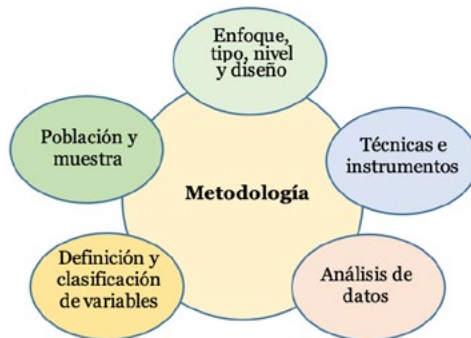 Enfoque,
tipo, nivel
y diseño
Población y
muestra
Técnicas e
instrumentos
Metodología
Definición y
clasificación
de variables
Análisis de
datos